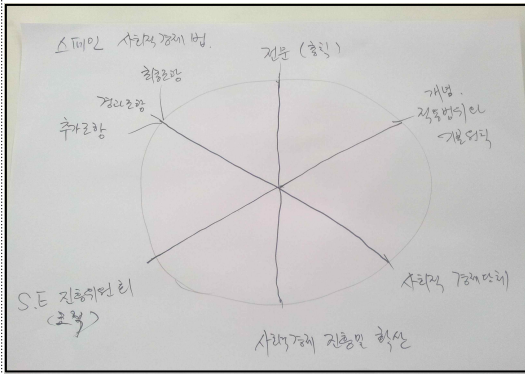 스페인 사회적경제법.
전문 (총칙)
최종조항
경과조항
추가조항
개념.
적용범위와
기본원칙
사회적 경제단체
사회적경제 진흥및 확산
S.E 진흥위원회
(조직)